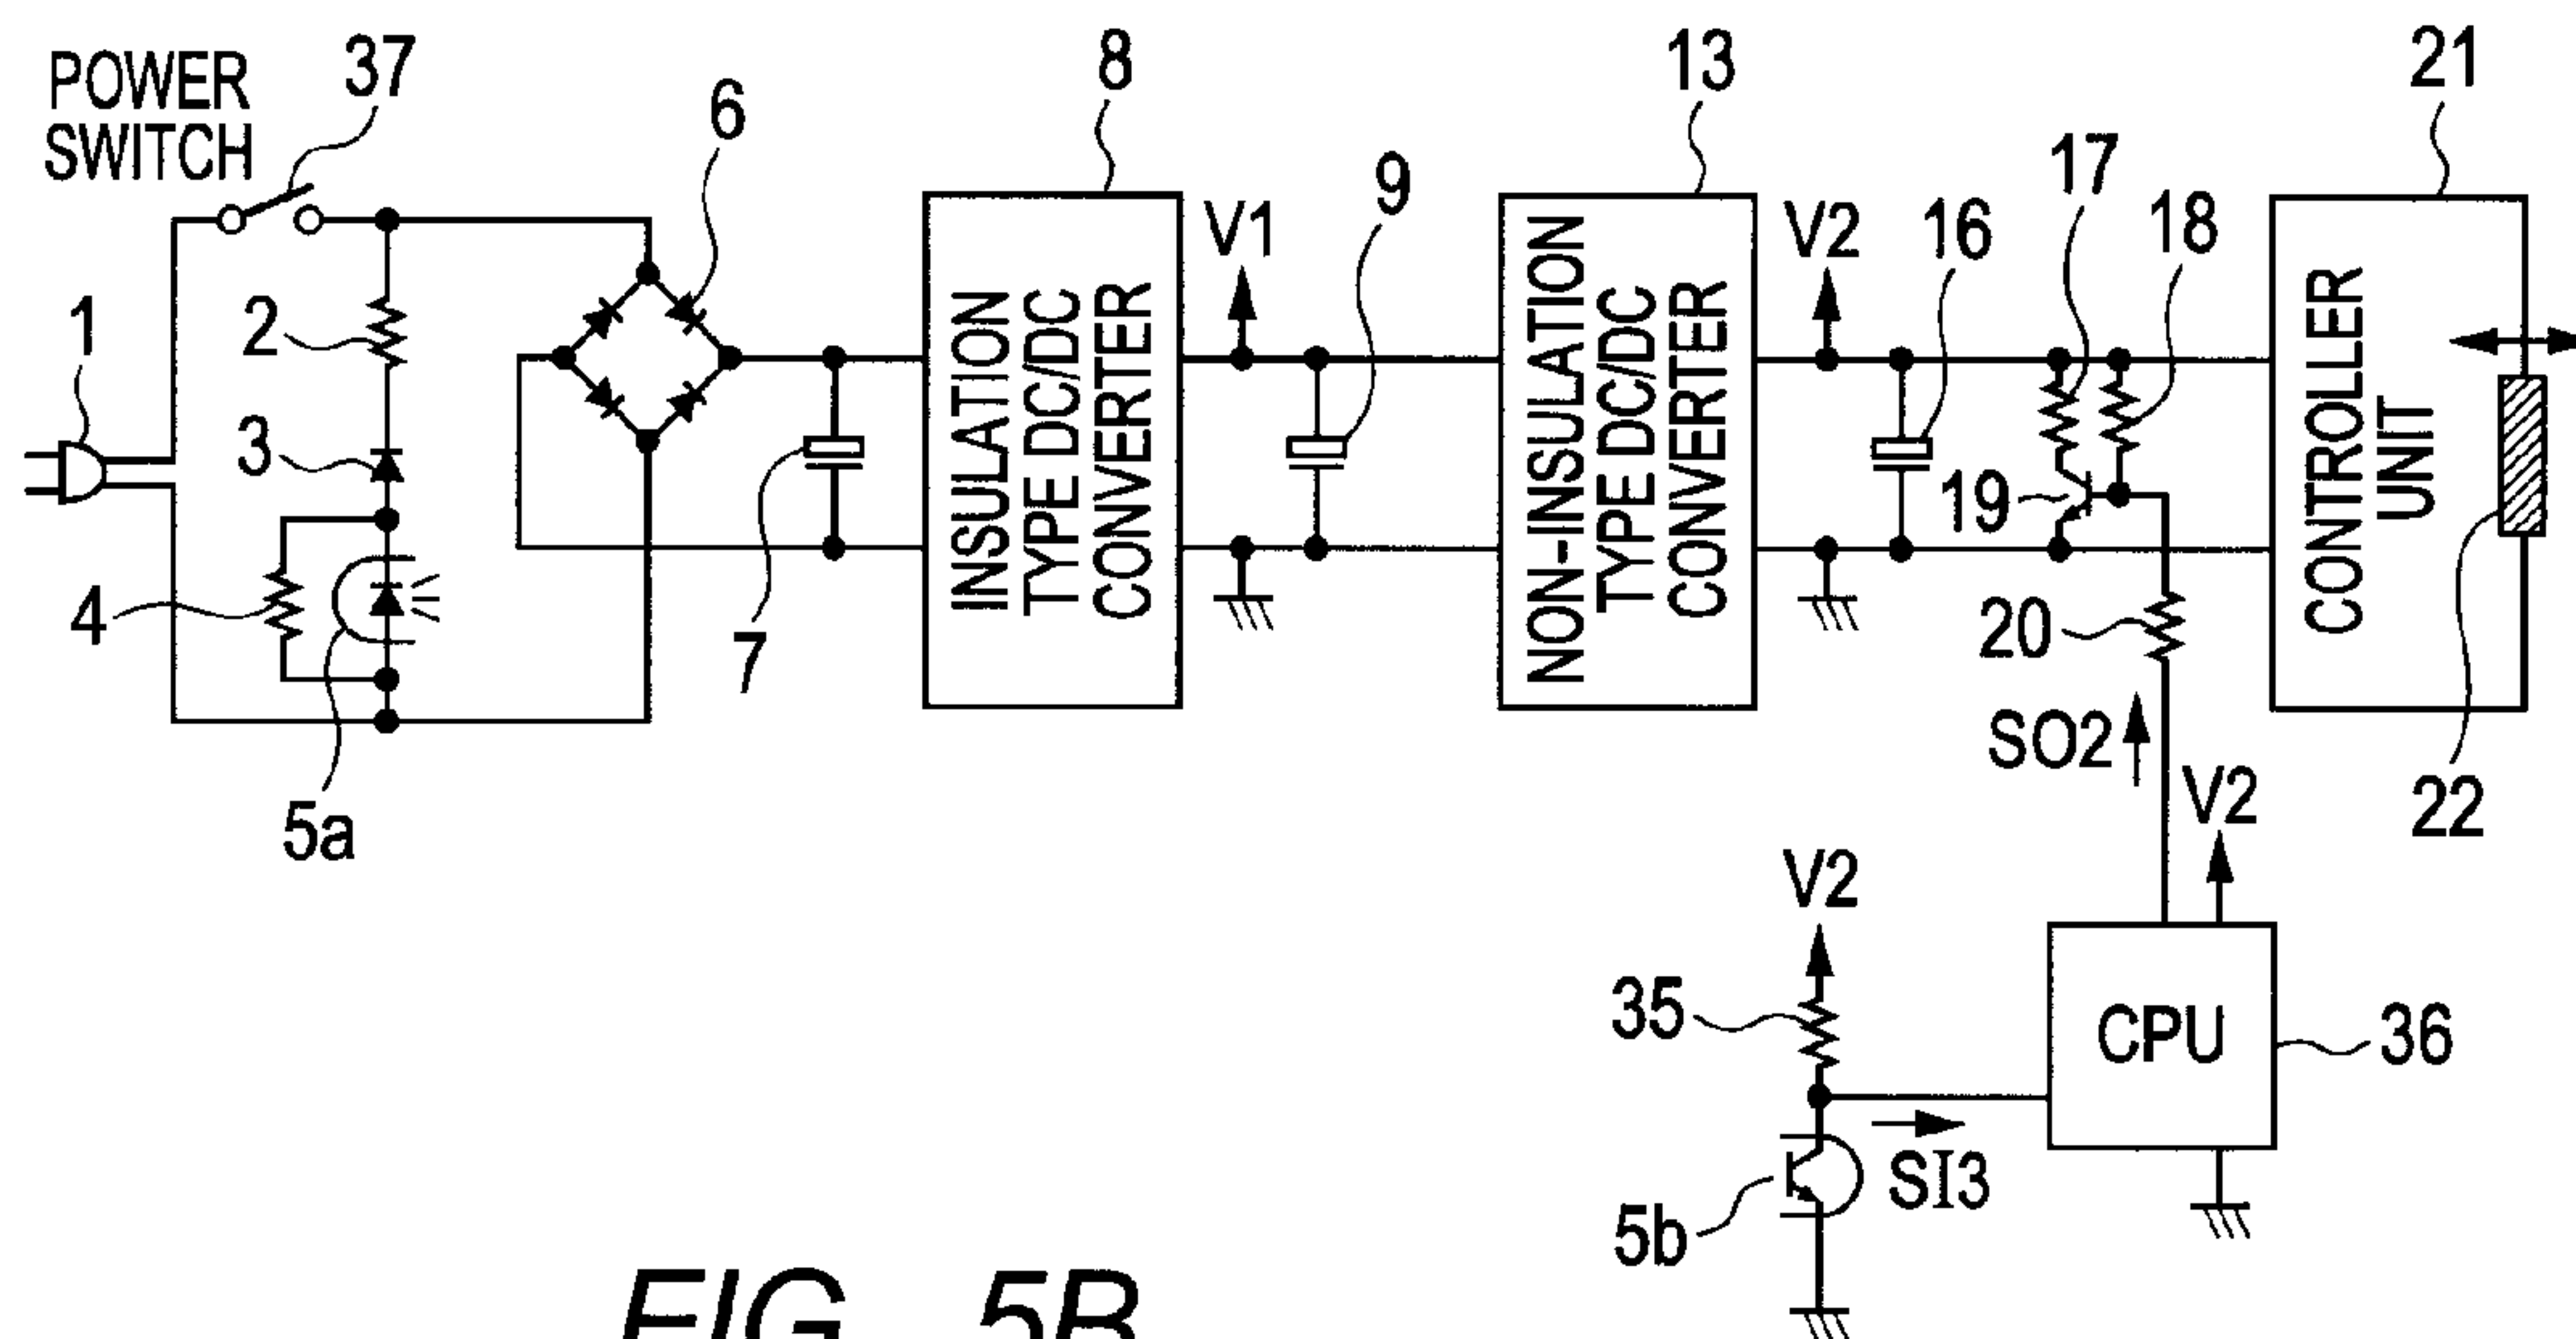 POWER
SWITCH
37
1
2
3
4
5a
6
7
8
INSULATION
TYPE DC/DC
CONVERTER
V1
9
13
NON-INSULATION
TYPE DC/DC
CONVERTER
V2
16
17
18
19
20
SO2
21
CONTROLLER
UNIT
22
V2
V2
35
CPU
36
SI3
5b
FIG. 5B